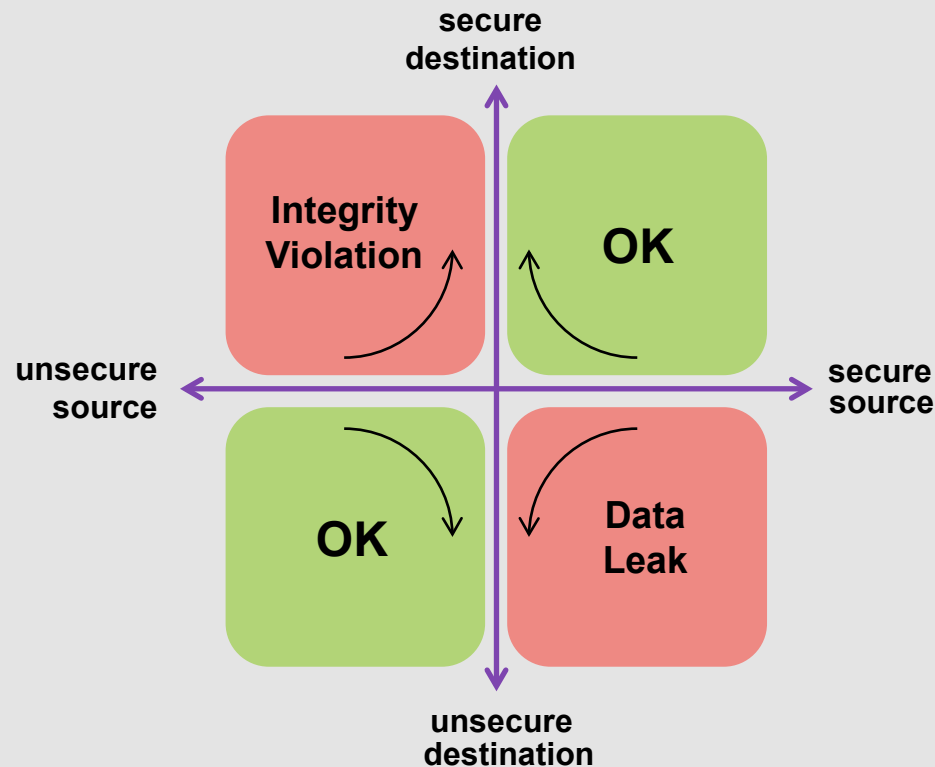 secure
destination
Integrity
Violation
OK
unsecure
source
secure
source
OK
Data
Leak
unsecure
destination